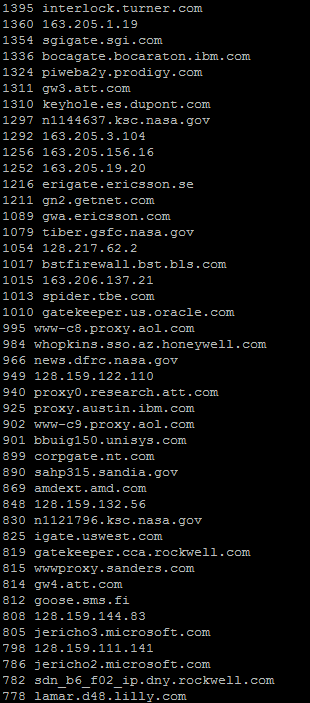 1395 interlock.turner.com
1360 163.205.1.19
1354 sgigate.sgi.com
1336 bocagate.bocaraton.ibm.com
1324 piweba2y.prodigy.com
1311 gw3.att.com
1310 keyhole.es.dupont.com
1297 n1144637.ksc.nasa.gov
1292 163.205.3.104
1256 163.205.156.16
1252 163.205.19.20
1216 erigate.ericsson.se
1211 gn2.getnet.com
1089 gwa.ericsson.com
1079 tiber.gsfc.nasa.gov
1054 128.217.62.2
1017 bstfirewall.bst.bls.com
1015 163.206.137.21
1013 spider.tbe.com
1010 gatekeeper.us.oracle.com
995 www-c8.proxy.aol.com
984 whopkins.sso.az.honeywell.com
966 news.dfrc.nasa.gov
949 128.159.122.110
940 proxy0.research.att.com
925 proxy.austin.ibm.com
902 www-c9.proxy.aol.com
901 bbuig150.unisys.com
899 corpgate.nt.com
890 sahp315.sandia.gov
869 amdext.amd.com
848 128.159.132.56
830 n1121796.ksc.nasa.gov
825 igate.uswest.com
819 gatekeeper.cca.rockwell.com
815 wwwproxy.sanders.com
814 gw4.att.com
812 goose.sms.fi
808 128.159.144.83
805 jericho3.microsoft.com
798 128.159.111.141
786 jericho2.microsoft.com
782 sdn_b6_f02_ip.dny.rockwell.com
778 lamar.d48.lilly.com